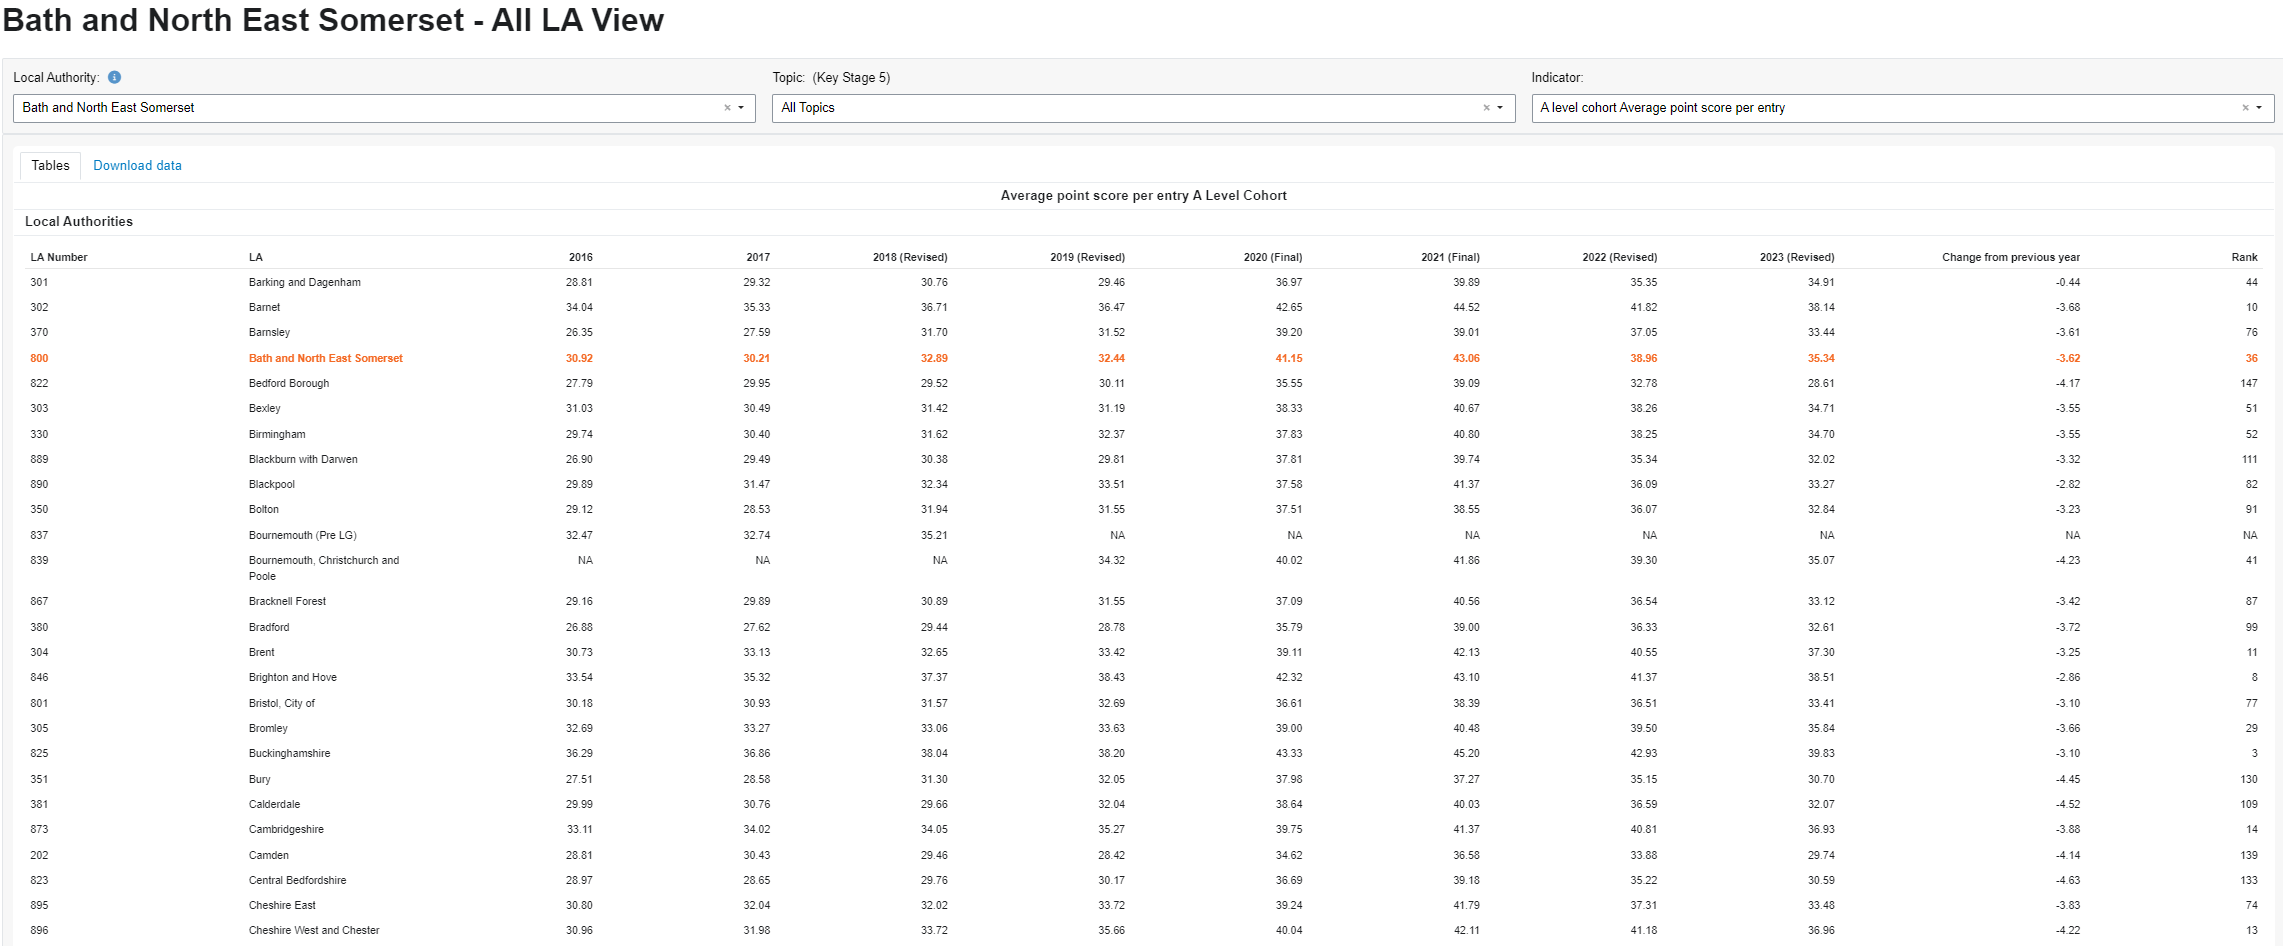 Bath and North East Somerset - All LA View
Local Authority: Topic: (Key Stage 5) Indicator:
Bath and North East Somerset × All Topics × A level cohort Average point score per entry ×
Tables Download data
Average point score per entry A Level Cohort
Local Authorities
LA Number LA 2016 2017 2018 (Revised) 2019 (Revised) 2020 (Final) 2021 (Final) 2022 (Revised) 2023 (Revised) Change from previous year Rank
301 Barking and Dagenham 28.81 29.32 30.76 29.46 36.97 39.89 35.35 34.91 -0.44 44
302 Barnet 34.04 35.33 36.71 36.47 42.65 44.52 41.82 38.14 -3.68 10
370 Barnsley 26.35 27.59 31.70 31.52 39.20 39.01 37.05 33.44 -3.61 76
800 Bath and North East Somerset 30.92 30.21 32.89 32.44 41.15 43.06 38.96 35.34 -3.62 36
822 Bedford Borough 27.79 29.95 29.52 30.11 35.55 39.09 32.78 28.61 -4.17 147
303 Bexley 31.03 30.49 31.42 31.19 38.33 40.67 38.26 34.71 -3.55 51
330 Birmingham 29.74 30.40 31.62 32.37 37.83 40.80 38.25 34.70 -3.55 52
889 Blackburn with Darwen 26.90 29.49 30.38 29.81 37.81 39.74 35.34 32.02 -3.32 111
890 Blackpool 29.89 31.47 32.34 33.51 37.58 41.37 36.09 33.27 -2.82 82
350 Bolton 29.12 28.53 31.94 31.55 37.51 38.55 36.07 32.84 -3.23 91
837 Bournemouth (Pre LG) 32.47 32.74 35.21 NA NA NA NA NA NA NA
839 Bournemouth, Christchurch and NA NA NA 34.32 40.02 41.86 39.30 35.07 -4.23 41
Poole
867 Bracknell Forest 29.16 29.89 30.89 31.55 37.09 40.56 36.54 33.12 -3.42 87
380 Bradford 26.88 27.62 29.44 28.78 35.79 39.00 36.33 32.61 -3.72 99
304 Brent 30.73 33.13 32.65 33.42 39.11 42.13 40.55 37.30 -3.25 11
846 Brighton and Hove 33.54 35.32 37.37 38.43 42.32 43.10 41.37 38.51 -2.86 8
801 Bristol, City of 30.18 30.93 31.57 32.69 36.61 38.39 36.51 33.41 -3.10 77
305 Bromley 32.69 33.27 33.06 33.63 39.00 40.48 39.50 35.84 -3.66 29
825 Buckinghamshire 36.29 36.86 38.04 38.20 43.33 45.20 42.93 39.83 -3.10 3
351 Bury 27.51 28.58 31.30 32.05 37.98 37.27 35.15 30.70 -4.45 130
381 Calderdale 29.99 30.76 29.66 32.04 38.64 40.03 36.59 32.07 -4.52 109
873 Cambridgeshire 33.11 34.02 34.05 35.27 39.75 41.37 40.81 36.93 -3.88 14
202 Camden 28.81 30.43 29.46 28.42 34.62 36.58 33.88 29.74 -4.14 139
823 Central Bedfordshire 28.97 28.65 29.76 30.17 36.69 39.18 35.22 30.59 -4.63 133
895 Cheshire East 30.80 32.04 32.02 33.72 39.24 41.79 37.31 33.48 -3.83 74
896 Cheshire West and Chester 30.96 31.98 33.72 35.66 40.04 42.11 41.18 36.96 -4.22 13